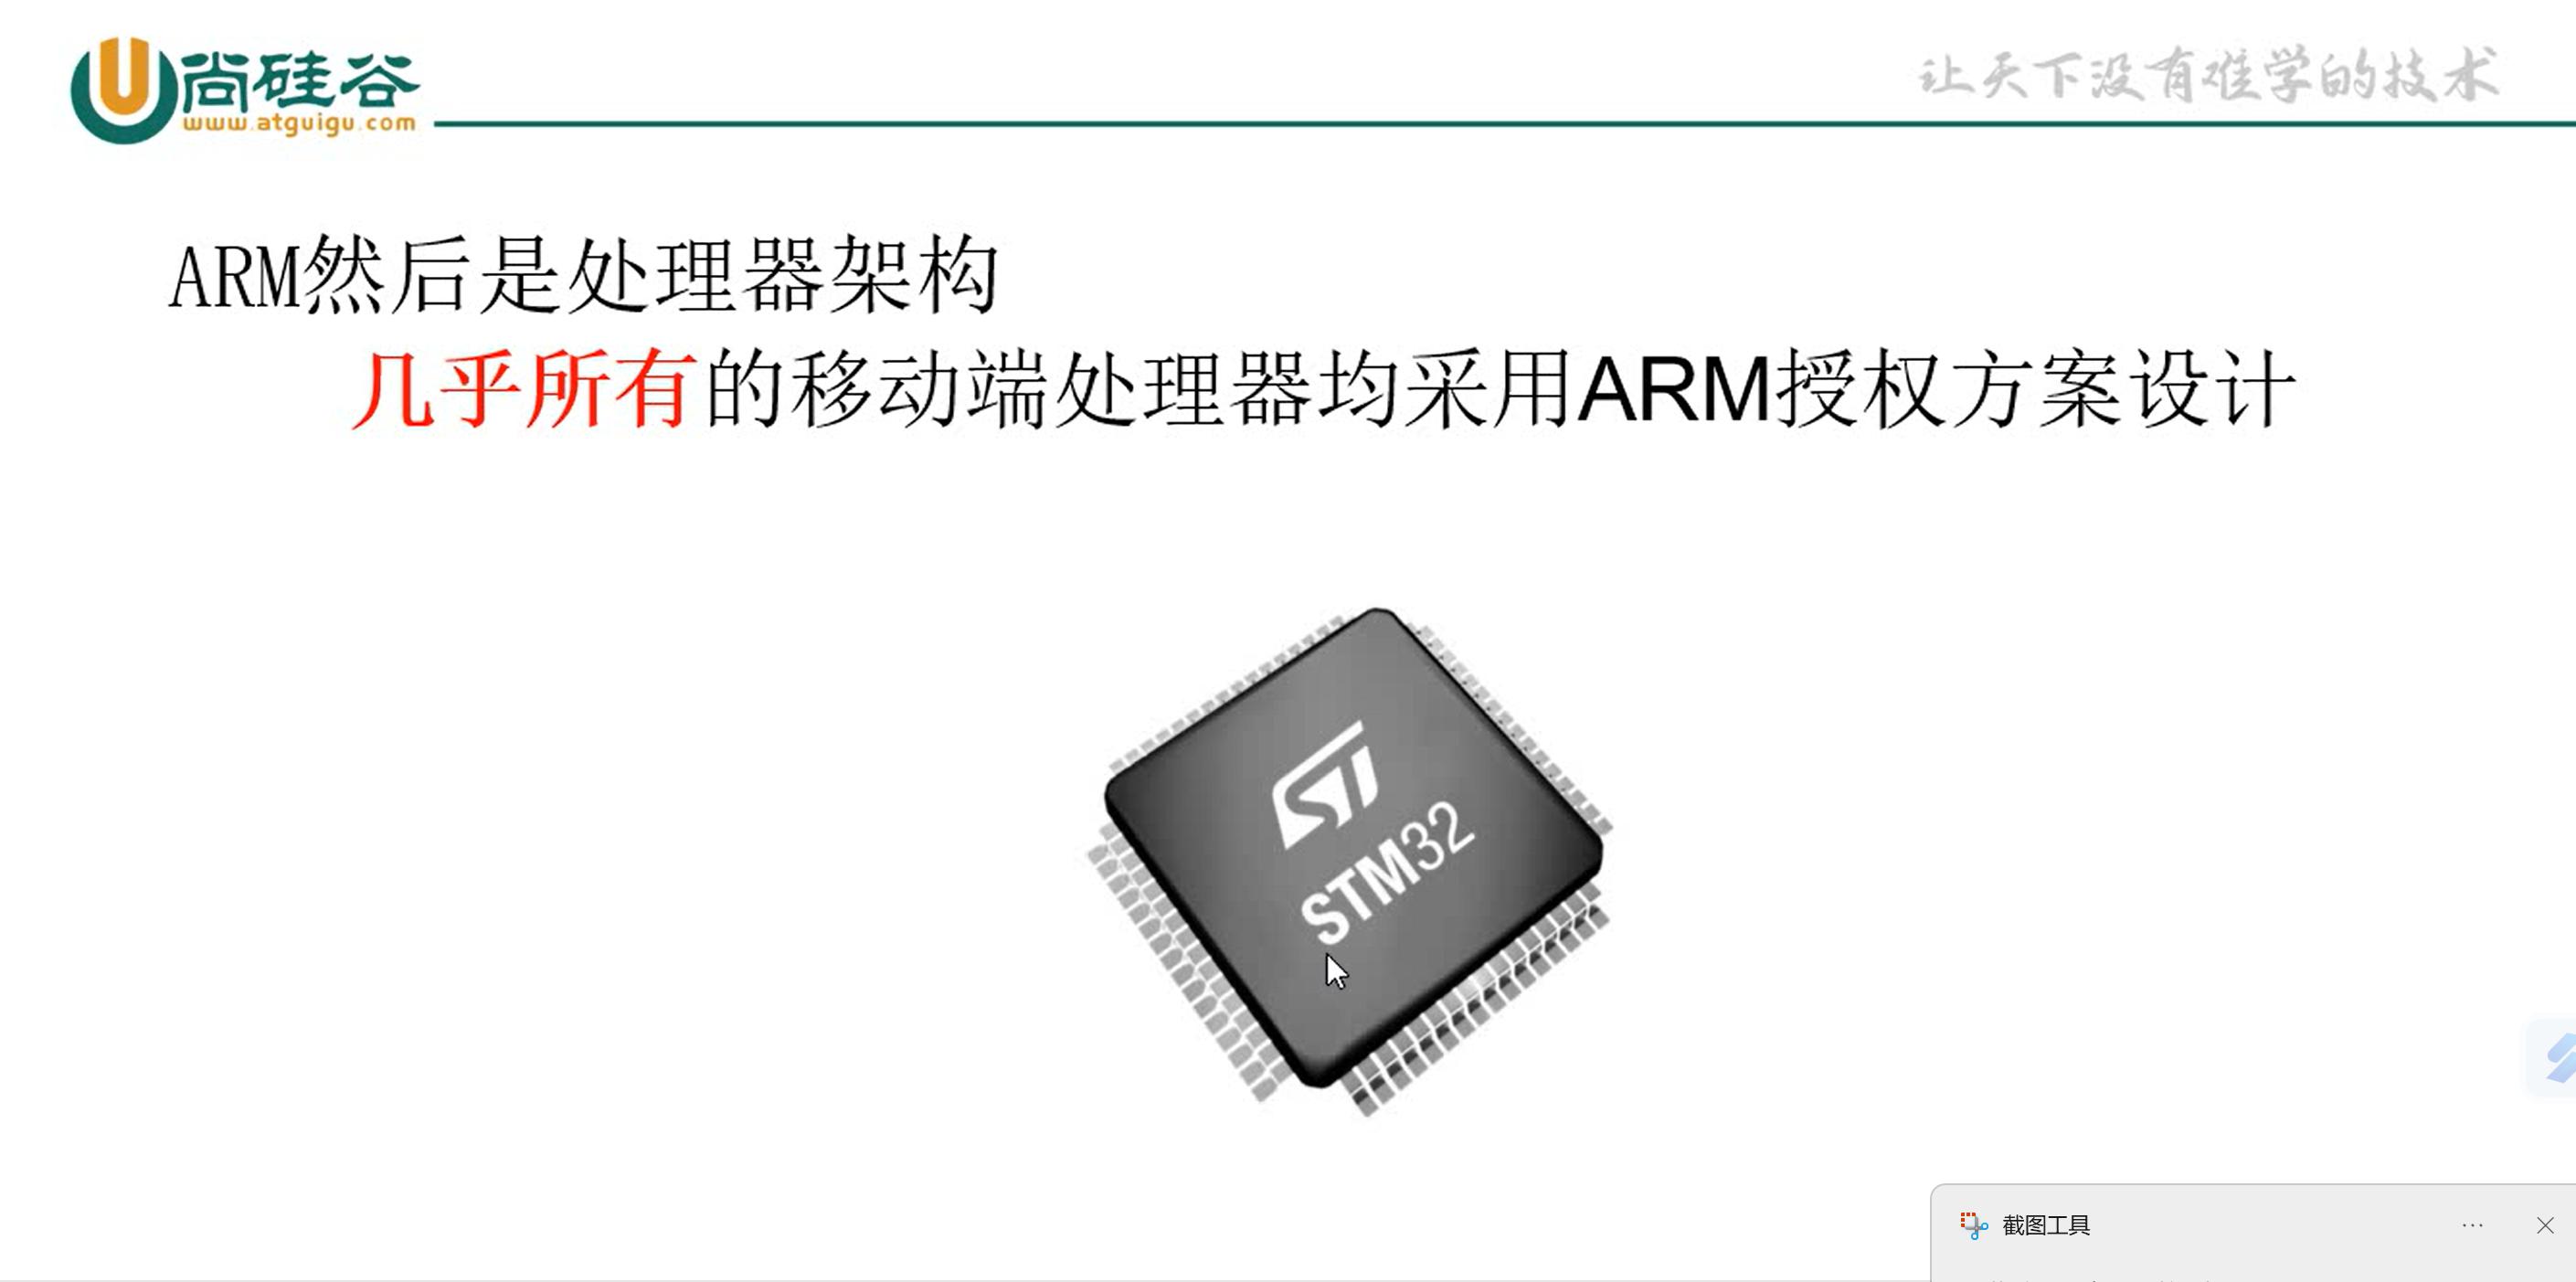 尚硅谷
www.atguigu.com
让天下没有难学的技术
ARM然后是处理器架构
几乎所有的移动端处理器均采用ARM授权方案设计
ST
STM32
截图工具